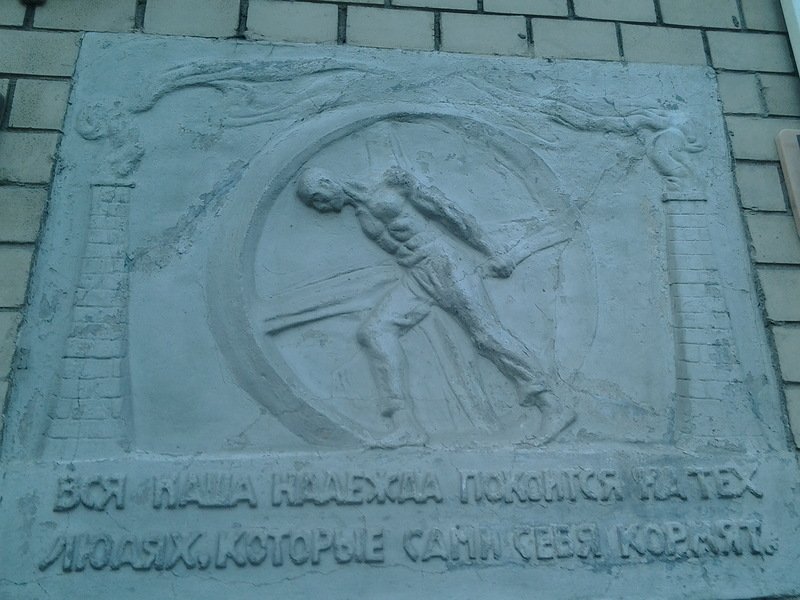 ВСЯ НАША НАДЕЖДА ПОКОИТСЯ НА ТЕХ
ЛЮДЯХ, КОТОРЫЕ САМИ СЕБЯ КОРМЯТ.